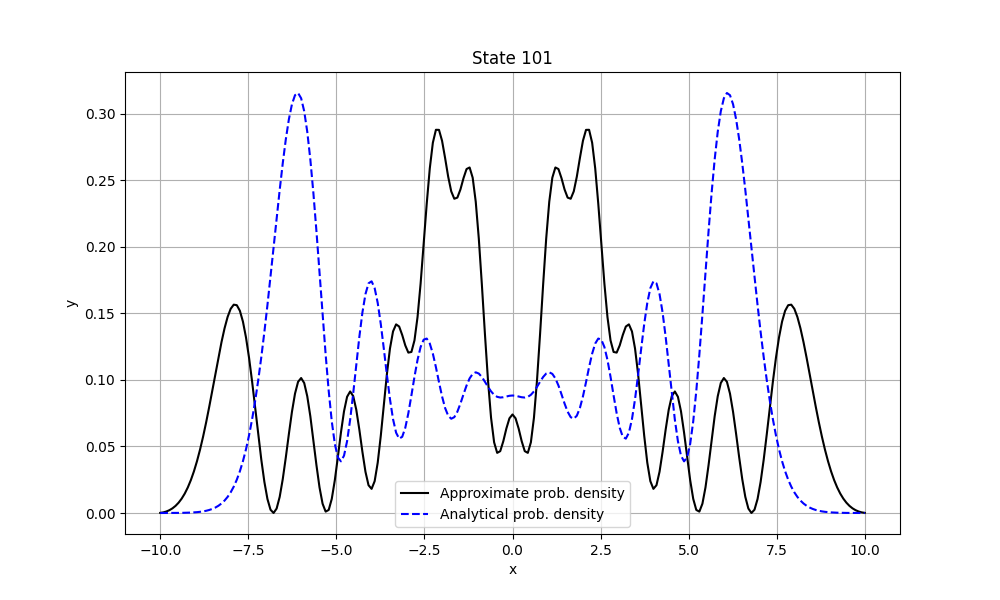 State 101
y
0.30
0.25
0.20
0.15
0.10
0.05
0.00
Approximate prob. density
Analytical prob. density
−10.0 −7.5 −5.0 −2.5 0.0 2.5 5.0 7.5 10.0
x